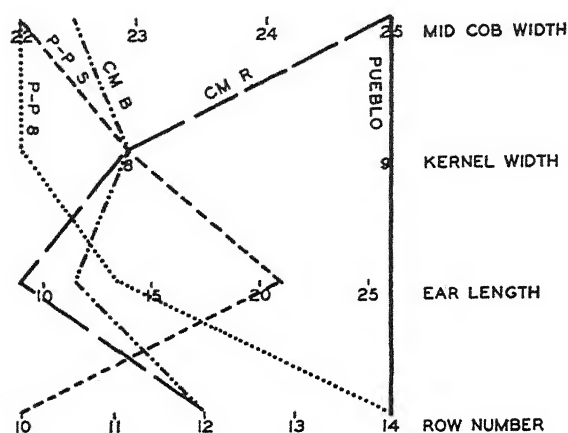 22 23 24 25 MID COB WIDTH
P-P 8
P-P 5
CM B
CM R
PUEBLO
8 9 KERNEL WIDTH
10 15 20 25 EAR LENGTH
10 11 12 13 14 ROW NUMBER